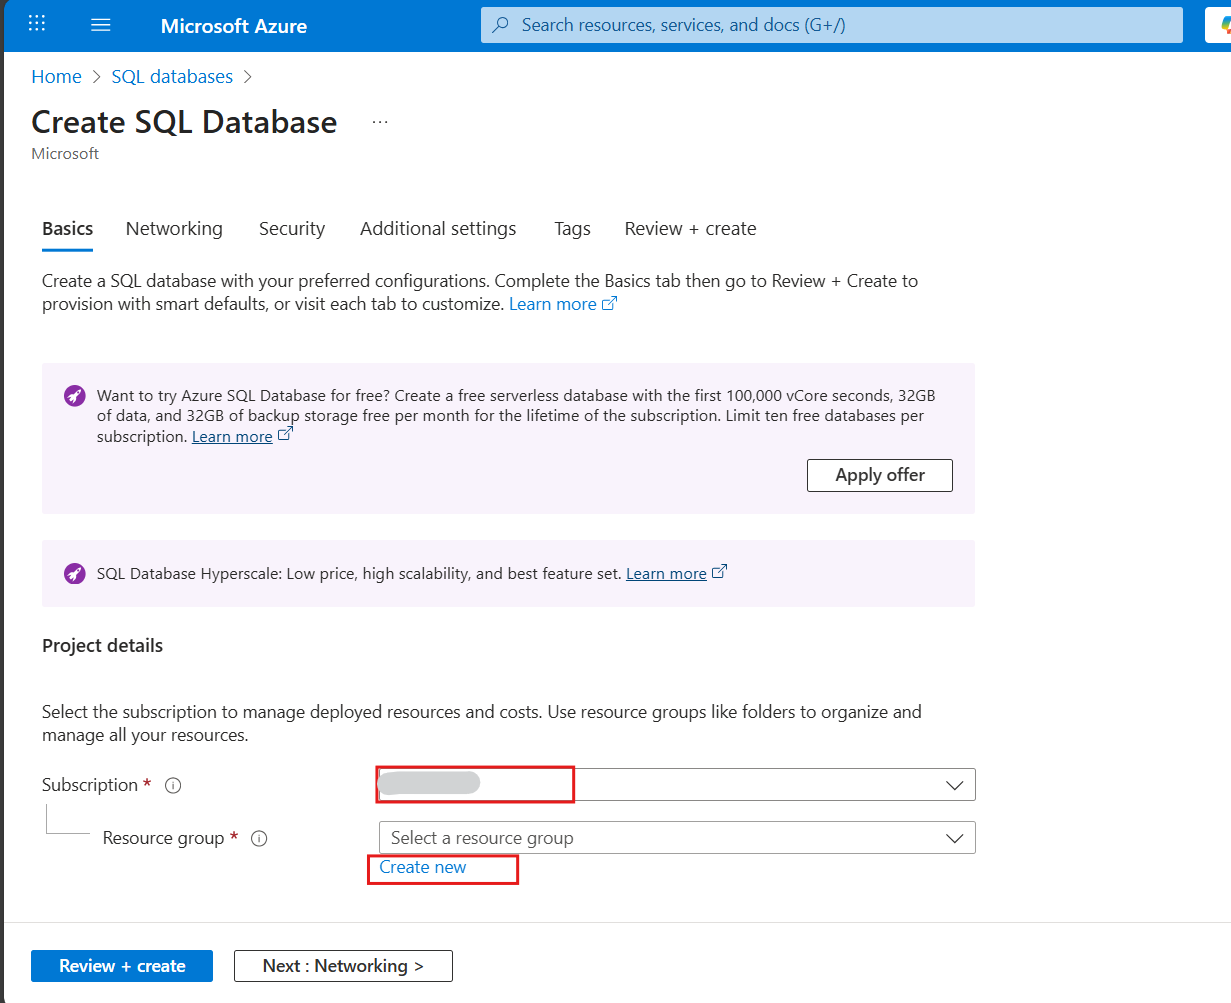 Microsoft Azure
Search resources, services, and docs (G+/)
Home > SQL databases >
Create SQL Database ...
Microsoft
Basics Networking Security Additional settings Tags Review + create
Create a SQL database with your preferred configurations. Complete the Basics tab then go to Review + Create to
provision with smart defaults, or visit each tab to customize. Learn more
Want to try Azure SQL Database for free? Create a free serverless database with the first 100,000 vCore seconds, 32GB
of data, and 32GB of backup storage free per month for the lifetime of the subscription. Limit ten free databases per
subscription. Learn more
Apply offer
SQL Database Hyperscale: Low price, high scalability, and best feature set. Learn more
Project details
Select the subscription to manage deployed resources and costs. Use resource groups like folders to organize and
manage all your resources.
Subscription *
Resource group * Select a resource group
Create new
Review + create Next : Networking >